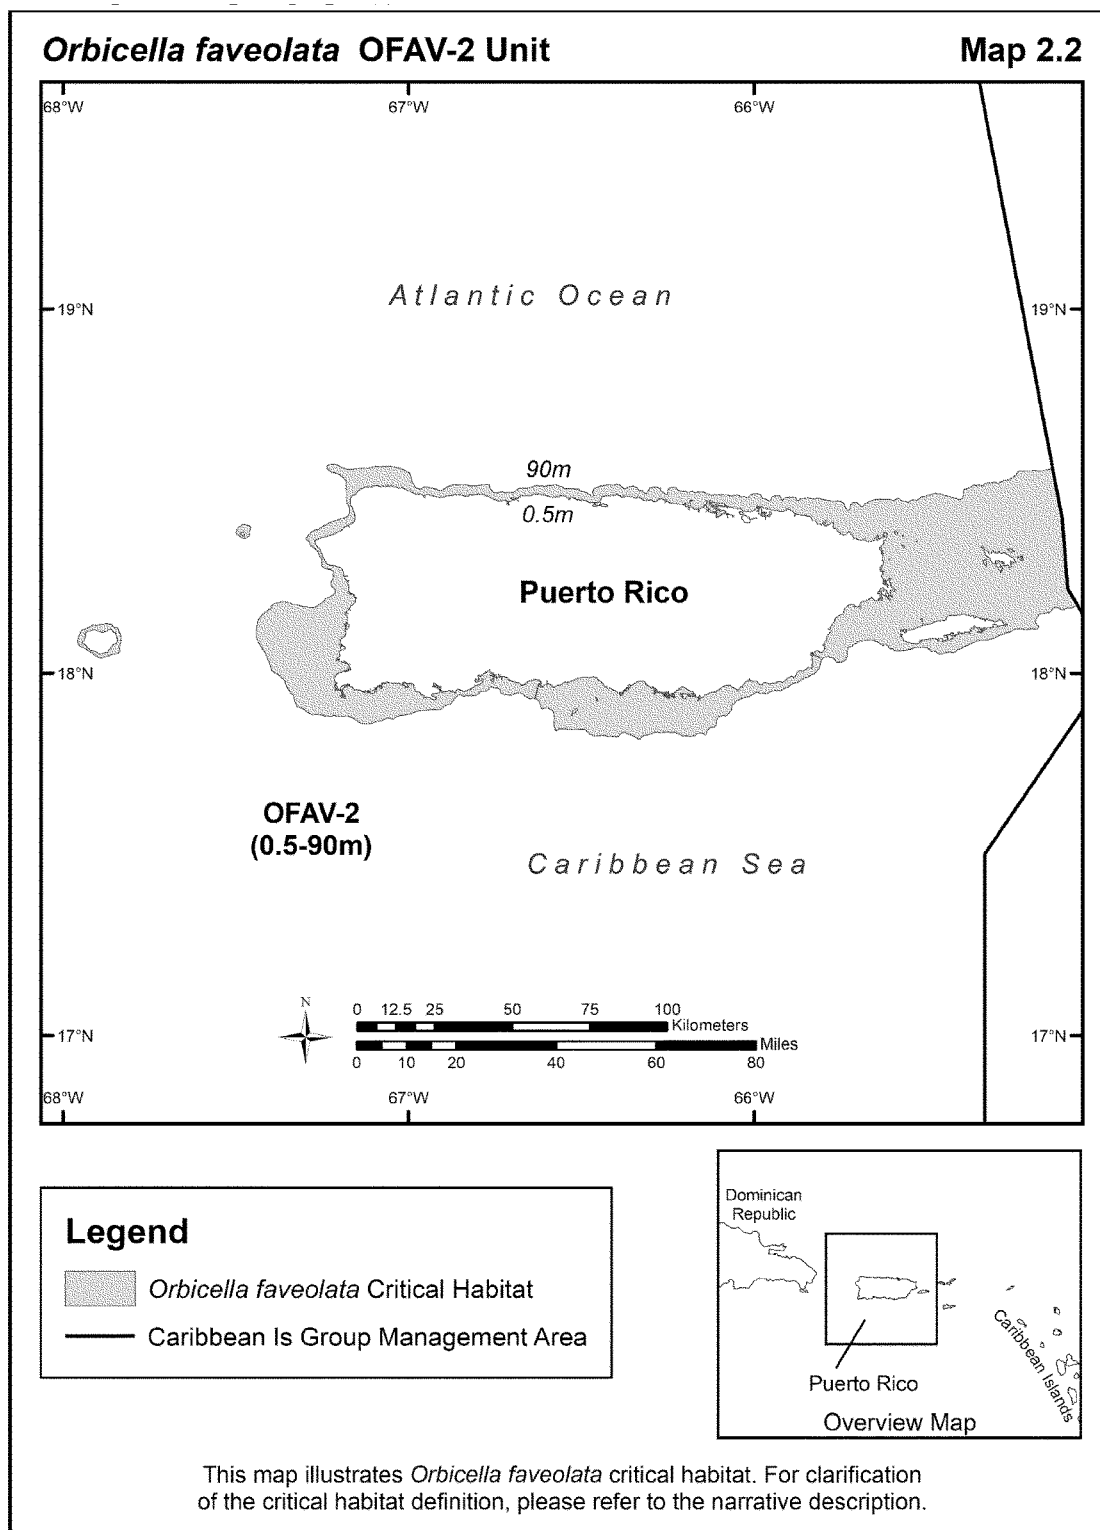 Orbicella faveolata OFAV-2 Unit
Map 2.2
68°W
67°W
66°W
Atlantic Ocean
19°N
19°N
90m
0.5m
Puerto Rico
18°N
18°N
OFAV-2
(0.5-90m)
Caribbean Sea
N
0 12.5 25 50 75 100
Kilometers
Miles
0 10 20 40 60 80
17°N
17°N
68°W
67°W
66°W
Legend
Orbicella faveolata Critical Habitat
Caribbean Is Group Management Area
Dominican
Republic
Caribbean Islands
Puerto Rico
Overview Map
This map illustrates Orbicella faveolata critical habitat. For clarification
of the critical habitat definition, please refer to the narrative description.